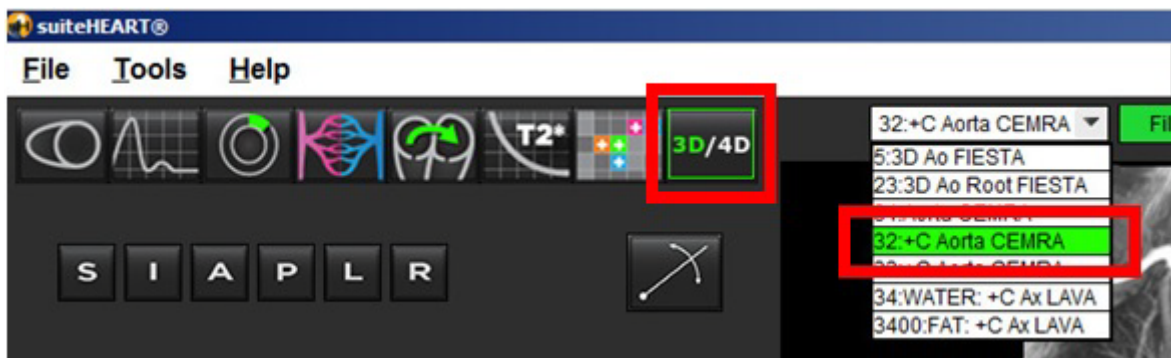 suiteHEART®
File Tools Help
T2* 3D/4D
32:+C Aorta CEMRA
5:3D Ao FIESTA
23:3D Ao Root FIESTA
32:+C Aorta CEMRA
34:WATER: +C Ax LAVA
3400:FAT: +C Ax LAVA
S I A P L R